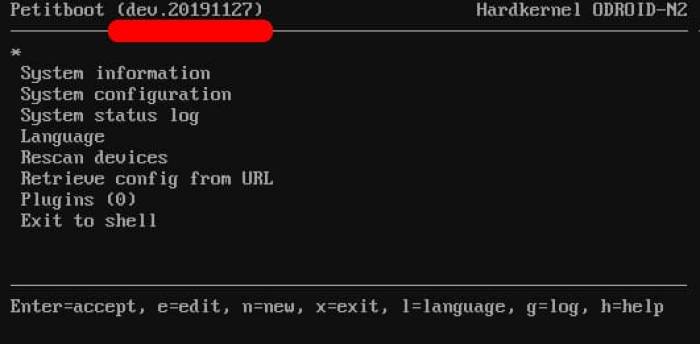 Petitboot (dev.20191127) Hardkernel ODROID-N2
*
System information
System configuration
System status log
Language
Rescan devices
Retrieve config from URL
Plugins (0)
Exit to shell
Enter=accept, e=edit, n=new, x=exit, l=language, g=log, h=help